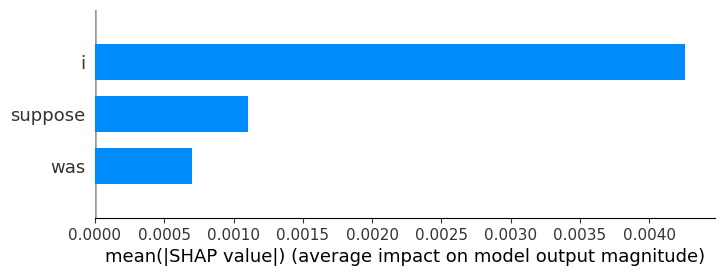 i
suppose
was
0.0000 0.0005 0.0010 0.0015 0.0020 0.0025 0.0030 0.0035 0.0040
mean(|SHAP value|) (average impact on model output magnitude)